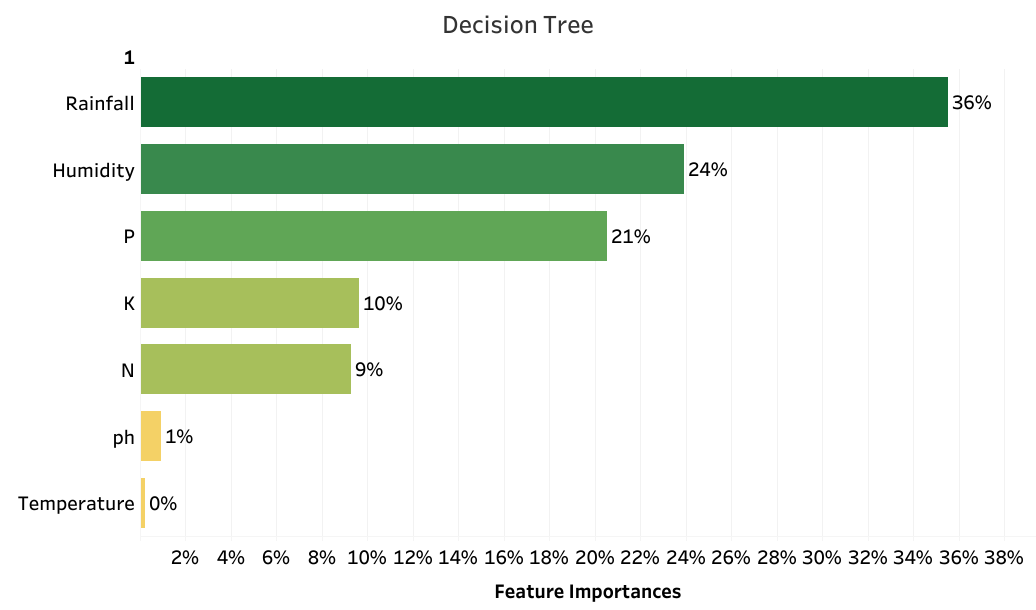 Decision Tree
1
Rainfall 36%
Humidity 24%
P 21%
K 10%
N 9%
ph 1%
Temperature 0%
2% 4% 6% 8% 10% 12% 14% 16% 18% 20% 22% 24% 26% 28% 30% 32% 34% 36% 38%
Feature Importances